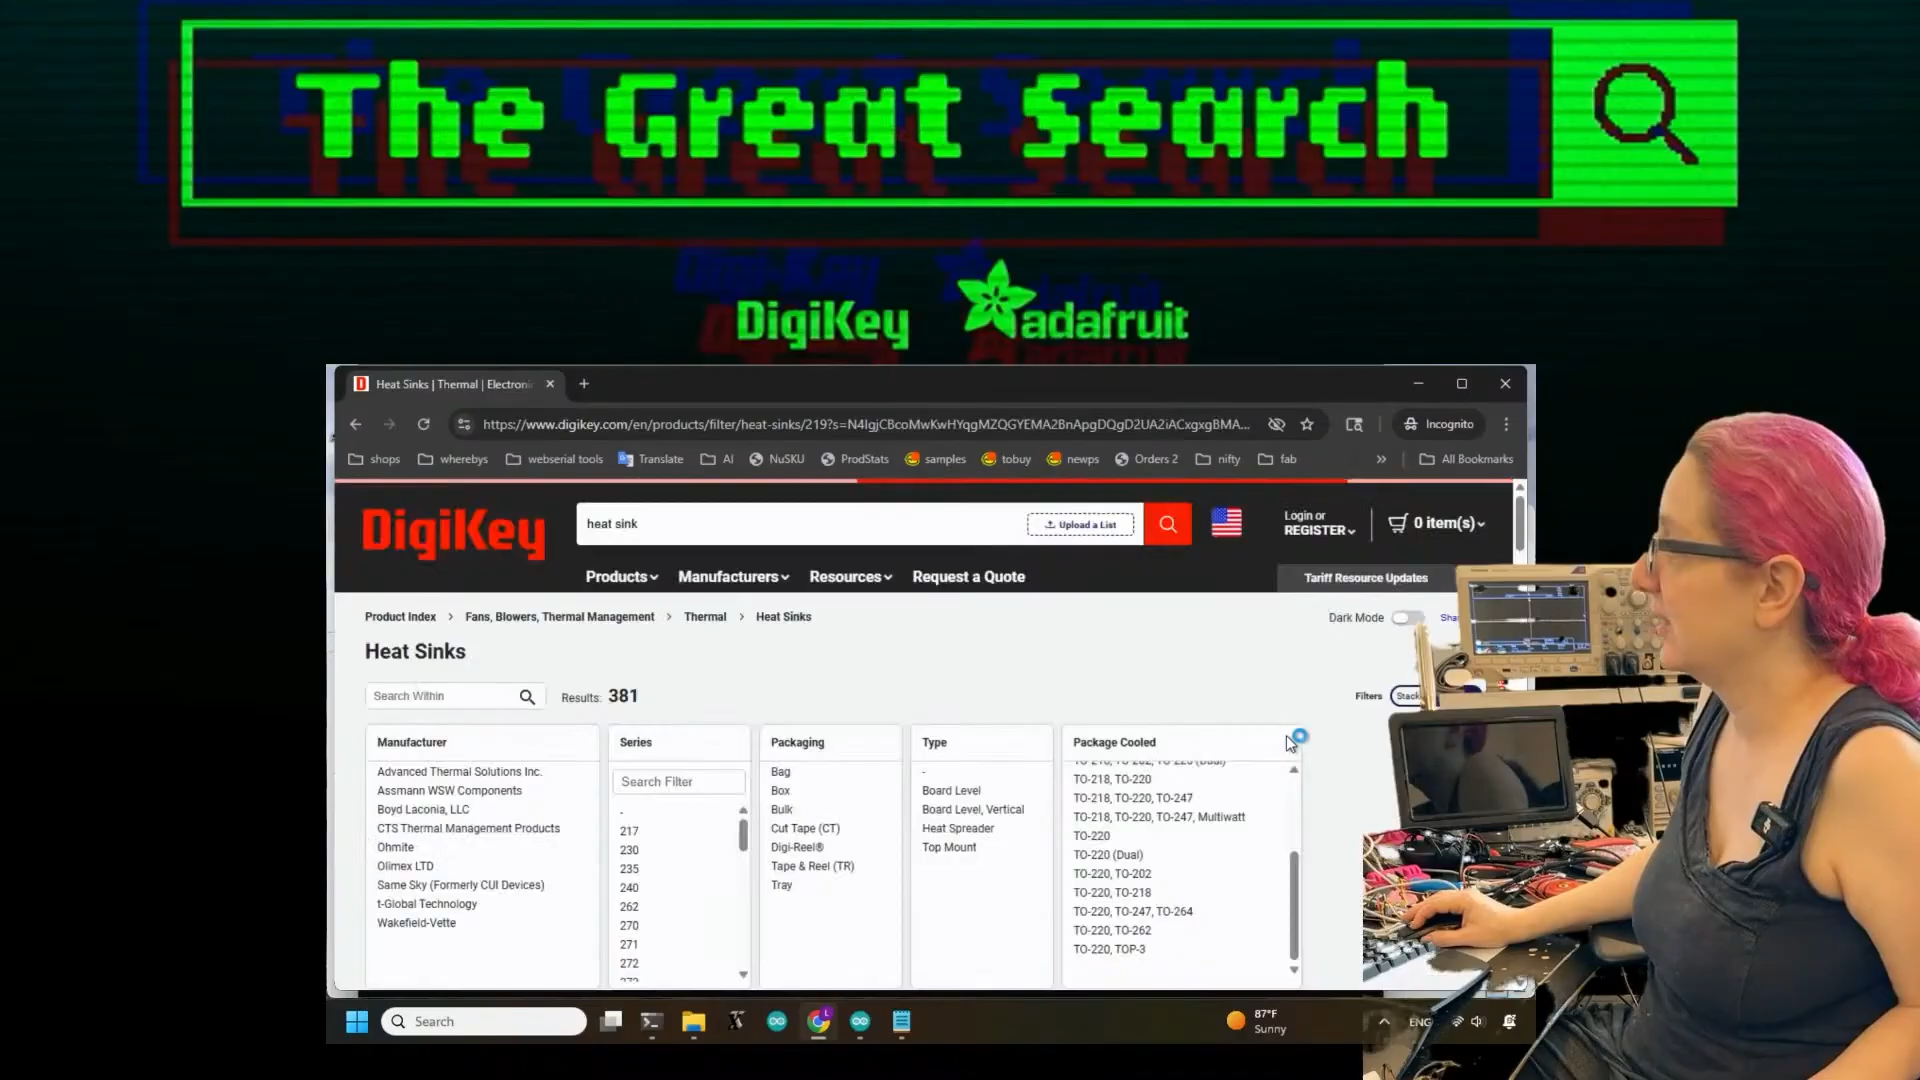 The Great Search
DigiKey adafruit
Heat Sinks | Thermal | Electroni
https://www.digikey.com/en/products/filter/heat-sinks/219?s=N4IgjCBcoMwKwHYqgMZQGYEMA2BnApgDQgD2UA2iACxgxgBMA...
Incognito
shops whereby webserial tools Translate AI NuSKU ProdStats samples tobuy newps Orders 2 nifty fab » All Bookmarks
DigiKey
heat sink
Upload a List
Login or
REGISTER
0 item(s)
Products Manufacturers Resources Request a Quote
Tariff Resource Updates
Product Index > Fans, Blowers, Thermal Management > Thermal > Heat Sinks
Dark Mode
Heat Sinks
Search Within
Results: 381
Filters
Manufacturer
Advanced Thermal Solutions Inc.
Assmann WSW Components
Boyd Laconia, LLC
CTS Thermal Management Products
Ohmite
Olimex LTD
Same Sky (Formerly CUI Devices)
t-Global Technology
Wakefield-Vette
Series
Search Filter
-
217
230
235
240
262
270
271
272
Packaging
Bag
Box
Bulk
Cut Tape (CT)
Digi-Reel®
Tape & Reel (TR)
Tray
Type
-
Board Level
Board Level, Vertical
Heat Spreader
Top Mount
Package Cooled
TO-218, TO-220
TO-218, TO-220, TO-247
TO-218, TO-220, TO-247, Multiwatt
TO-220
TO-220 (Dual)
TO-220, TO-202
TO-220, TO-218
TO-220, TO-247, TO-264
TO-220, TO-262
TO-220, TOP-3
Search
87°F
Sunny
ENG